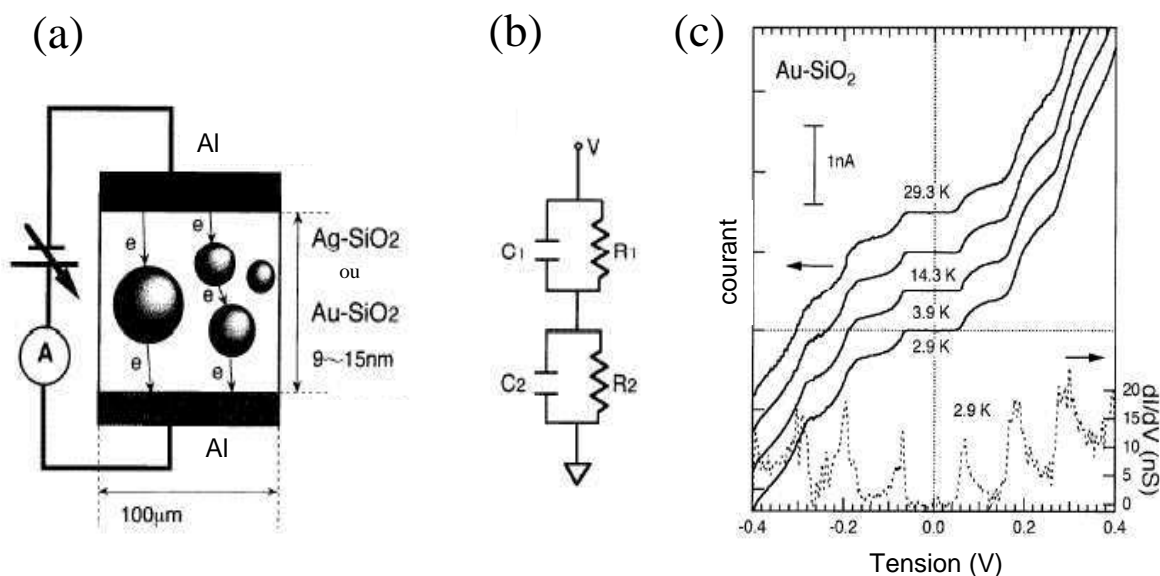 (a)
(b)
(c)
Al
e
e
e
e
e
A
Al
Ag-SiO2
ou
Au-SiO2
9~15nm
100μm
V
C1
R1
C2
R2
Au-SiO2
1nA
29.3 K
14.3 K
3.9 K
2.9 K
2.9 K
courant
dI/dV (nS)
20
15
10
5
0
-0.4
-0.2
0.0
0.2
0.4
Tension (V)